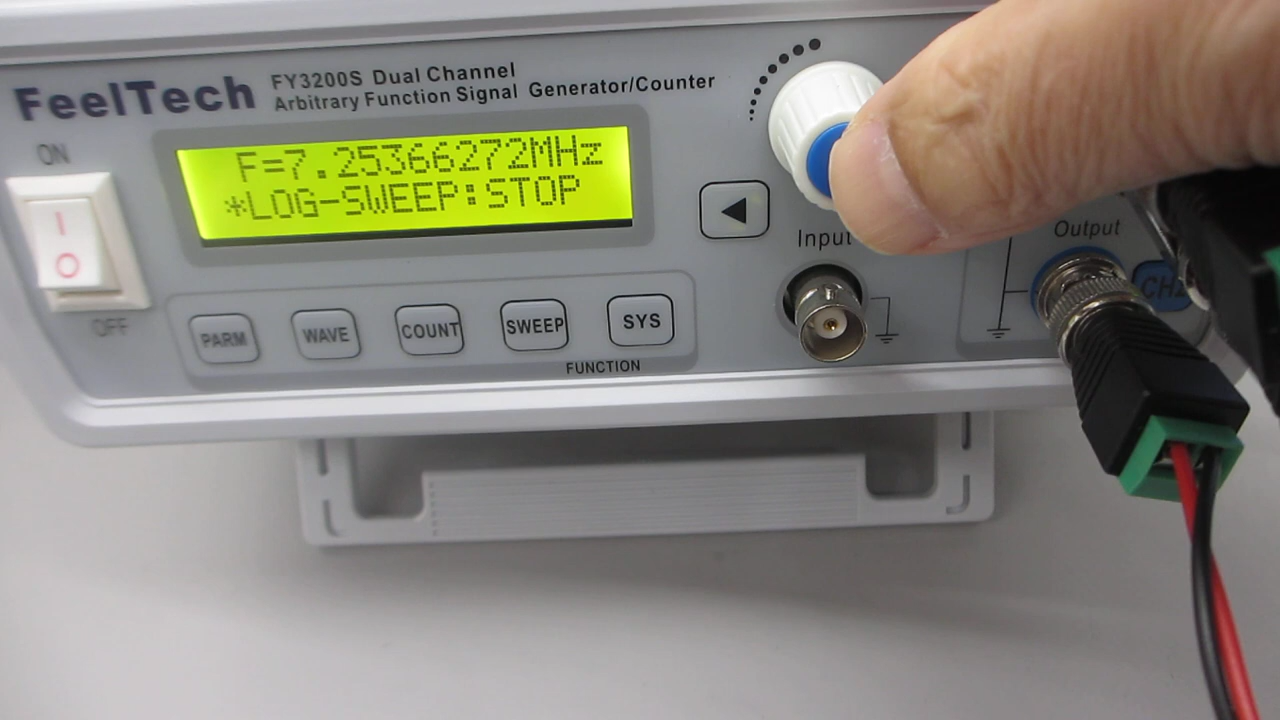 FeelTech
FY3200S Dual Channel
Arbitrary Function Signal Generator/Counter
ON
F=7.25366272MHz
*LOG-SWEEP:STOP
OFF
PARM
WAVE
COUNT
SWEEP
SYS
FUNCTION
Input
Output